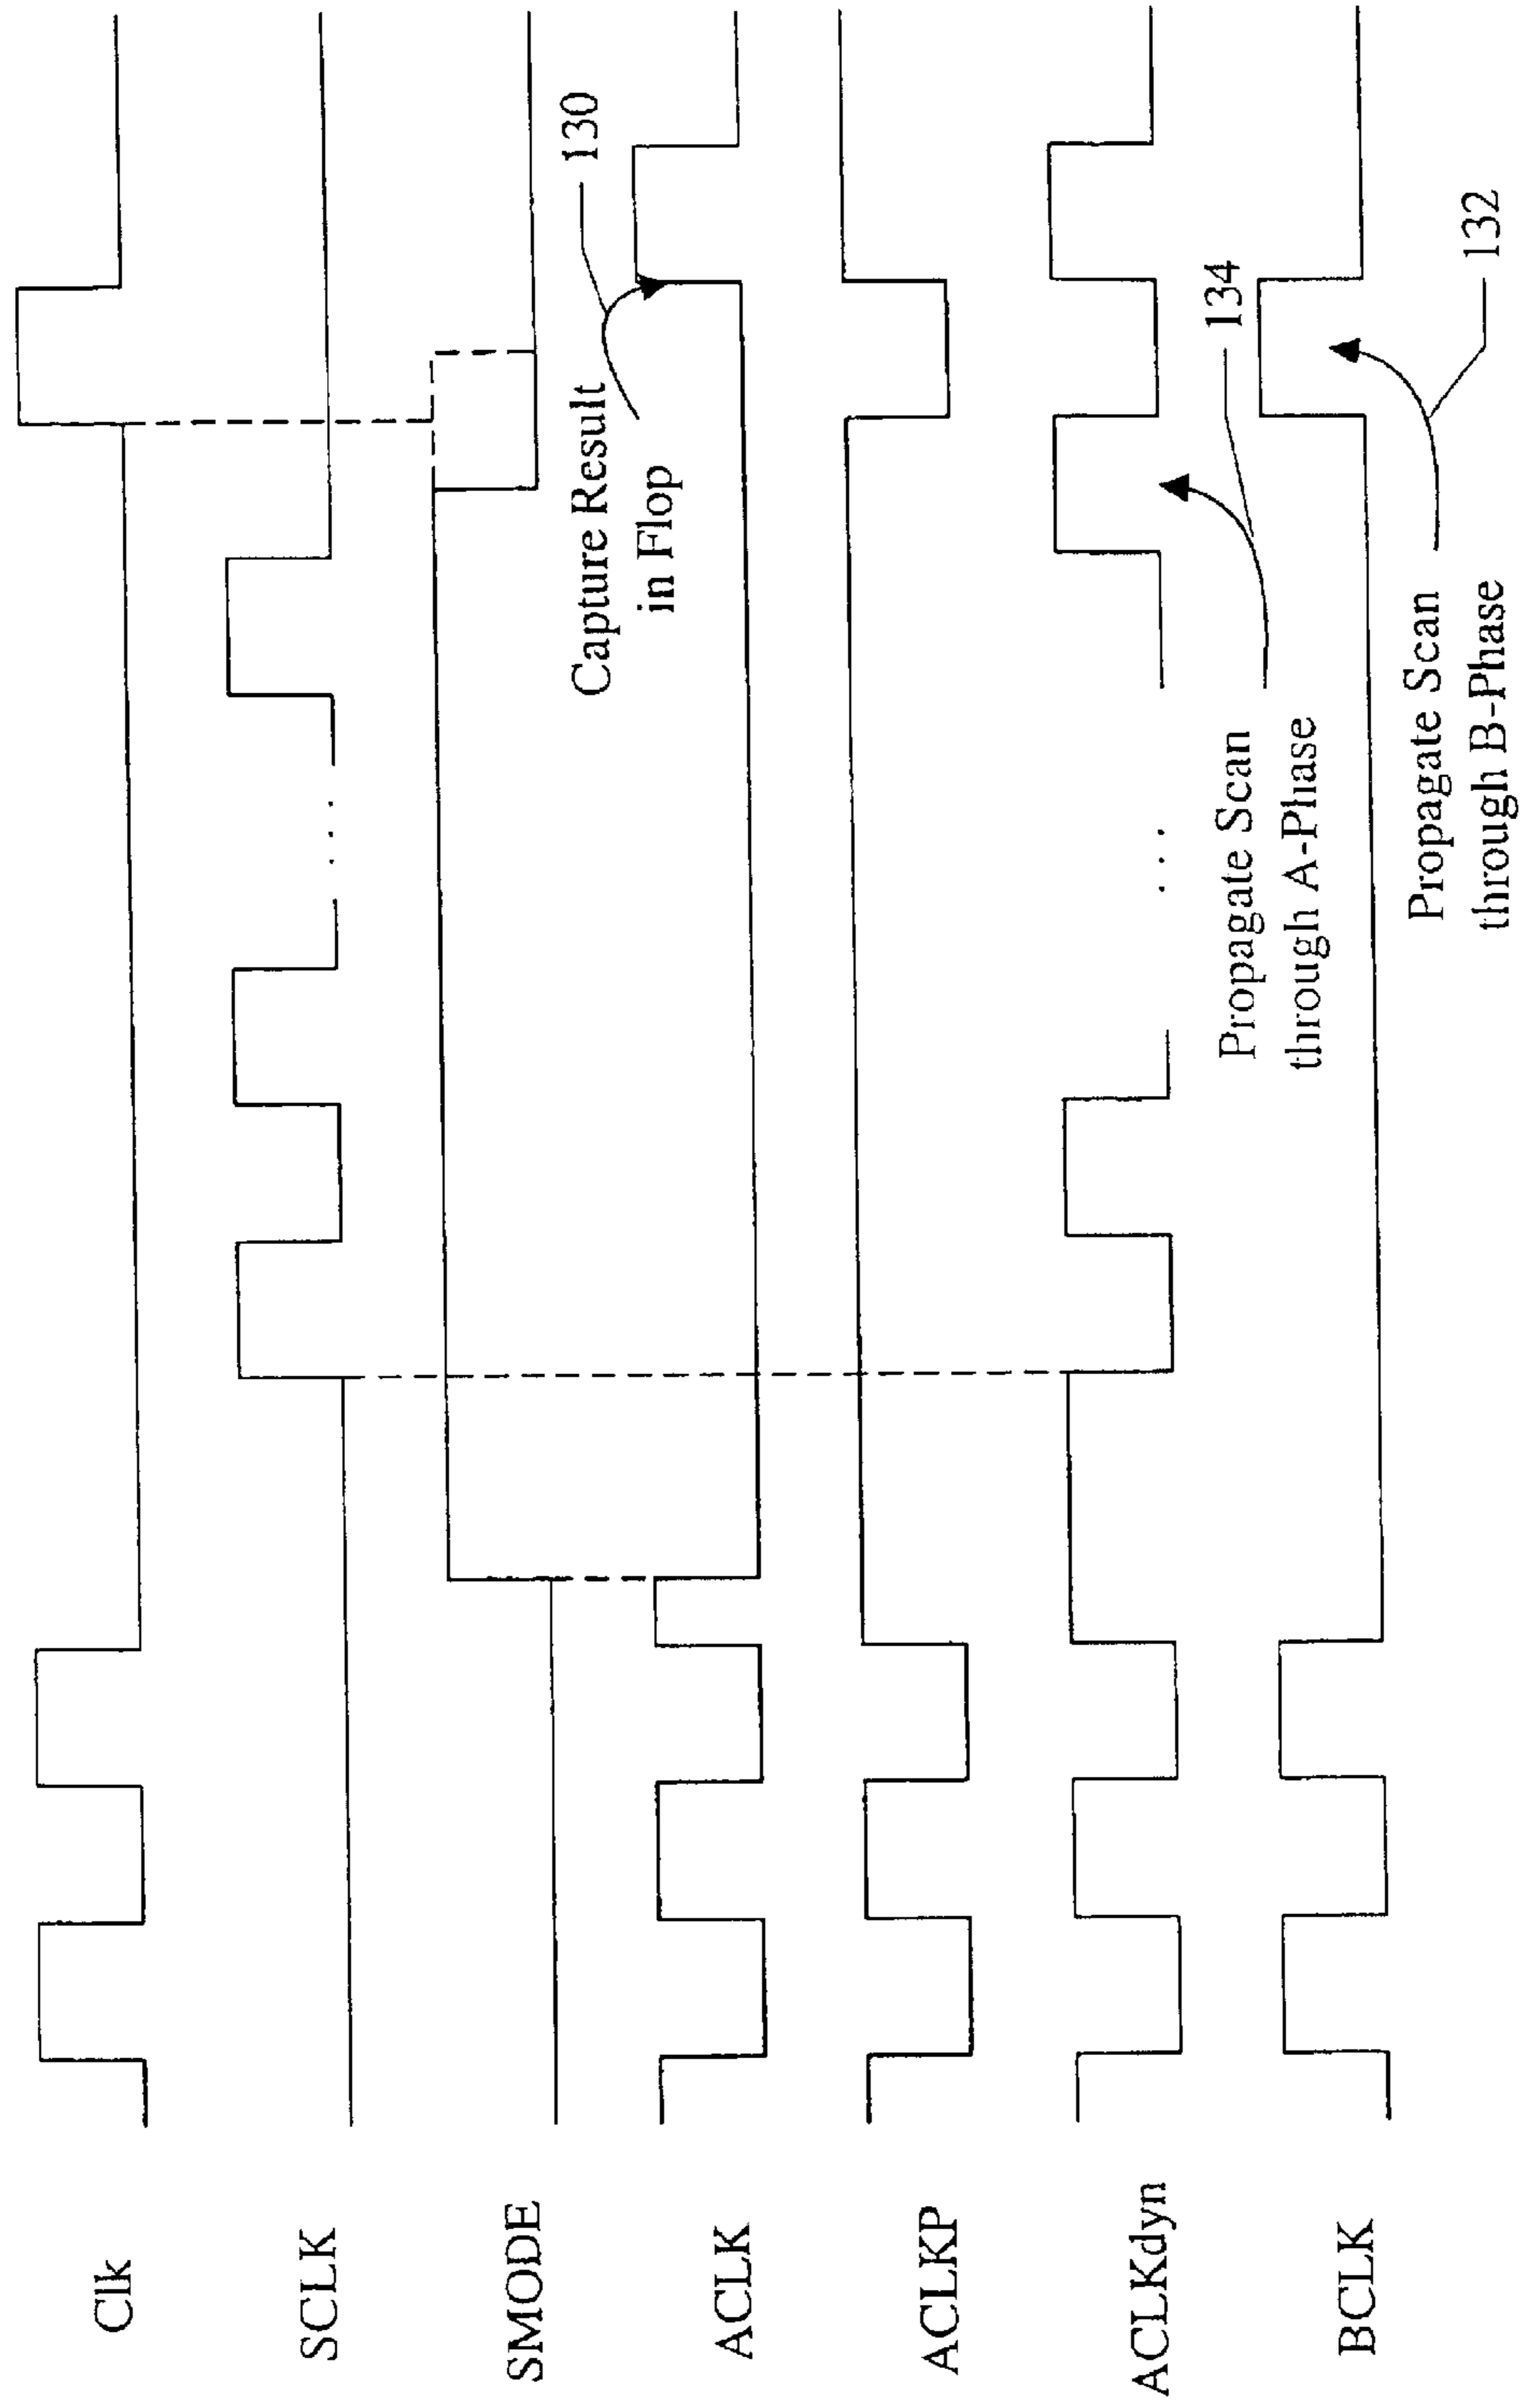 Clk
SCLK
SMODE
Capture Result
in Flop
130
ACLK
ACLKP
ACLKdyn
. . .
Propagate Scan
through A-Phase
134
BCLK
Propagate Scan
through B-Phase
132